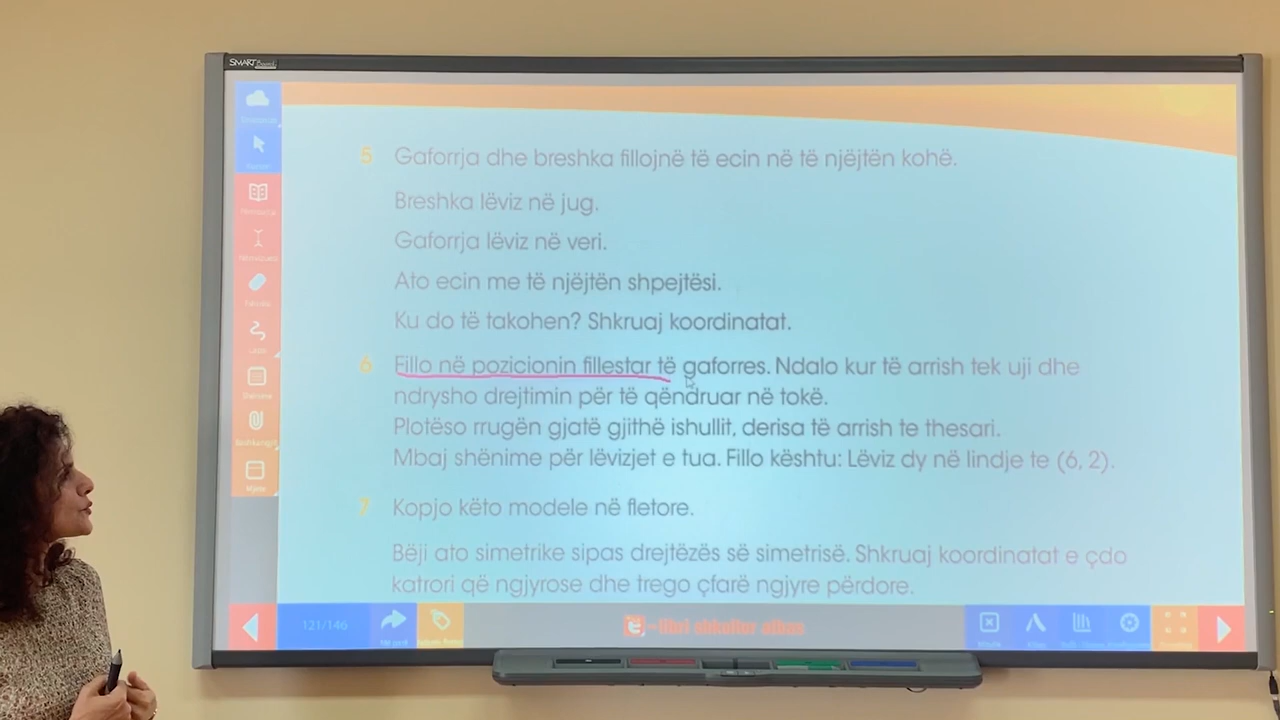 SMART Board
5 Gaforrja dhe breshka fillojnë të ecin në të njëjtën kohë.
Breshka lëviz në jug.
Gaforrja lëviz në veri.
Ato ecin me të njëjtën shpejtësi.
Ku do të takohen? Shkruaj koordinatat.
6 Fillo në pozicionin fillestar të gaforres. Ndalo kur të arrish tek uji dhe
ndrysho drejtimin për të qëndruar në tokë.
Plotëso rrugën gjatë gjithë ishullit, derisa të arrish te thesari.
Mbaj shënime për lëvizjet e tua. Fillo kështu: Lëviz dy në lindje te (6, 2).
7 Kopjo këto modele në fletore.
Bëji ato simetrike sipas drejtëzës së simetrisë. Shkruaj koordinatat e çdo
katrori që ngjyrose dhe trego çfarë ngjyre përdore.
121/146
e-libri shkollor albas